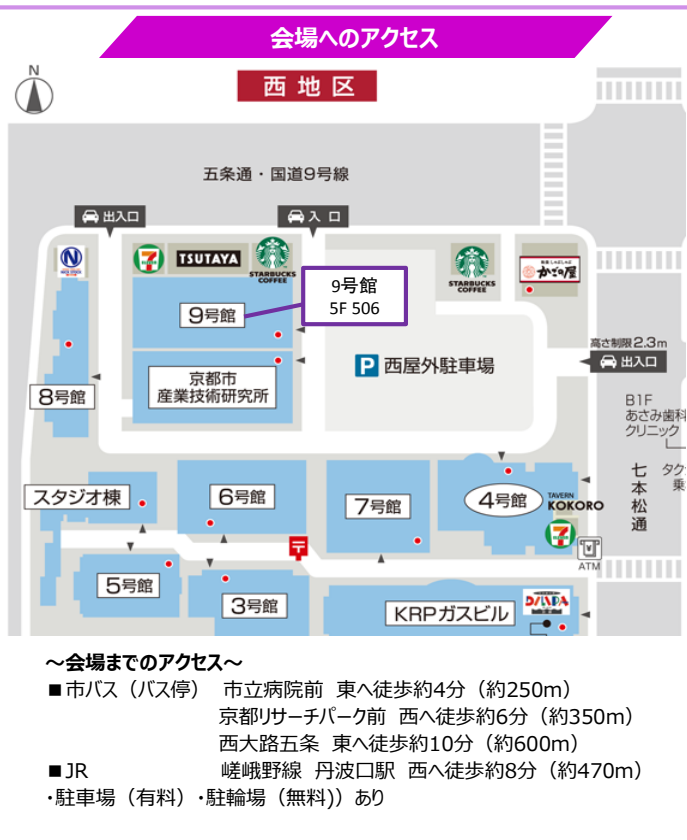 会場へのアクセス
N
西地区
五条通・国道9号線
出入口
入口
TSUTAYA
STARBUCKS
COFFEE
STARBUCKS
COFFEE
かごの屋
9号館
5F 506
9号館
高さ制限2.3m
出入口
P 西屋外駐車場
京都市
産業技術研究所
8号館
B1F
あさみ歯科
クリニック
七本松通
タク
乗
スタジオ棟
6号館
7号館
4号館
TAVERN
KOKORO
ATM
5号館
3号館
KRPガスビル
～会場までのアクセス～
■市バス（バス停） 市立病院前 東へ徒歩約4分（約250m）
京都リサーチパーク前 西へ徒歩約6分（約350m）
西大路五条 東へ徒歩約10分（約600m）
■JR 嵯峨野線 丹波口駅 西へ徒歩約8分（約470m）
・駐車場（有料）・駐輪場（無料)）あり